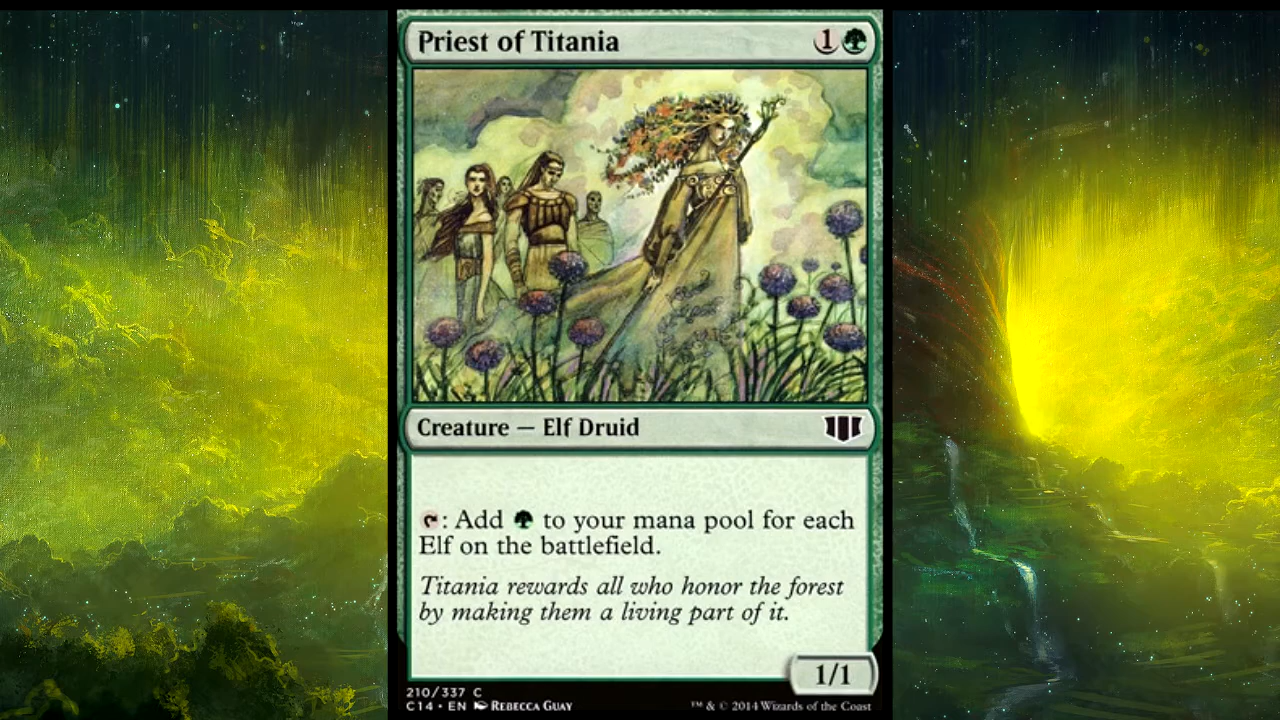 Priest of Titania 1
Creature — Elf Druid
: Add to your mana pool for each
Elf on the battlefield.
Titania rewards all who honor the forest
by making them a living part of it.
1/1
210/337 C
C14 • EN Rebecca Guay ™ & © 2014 Wizards of the Coast